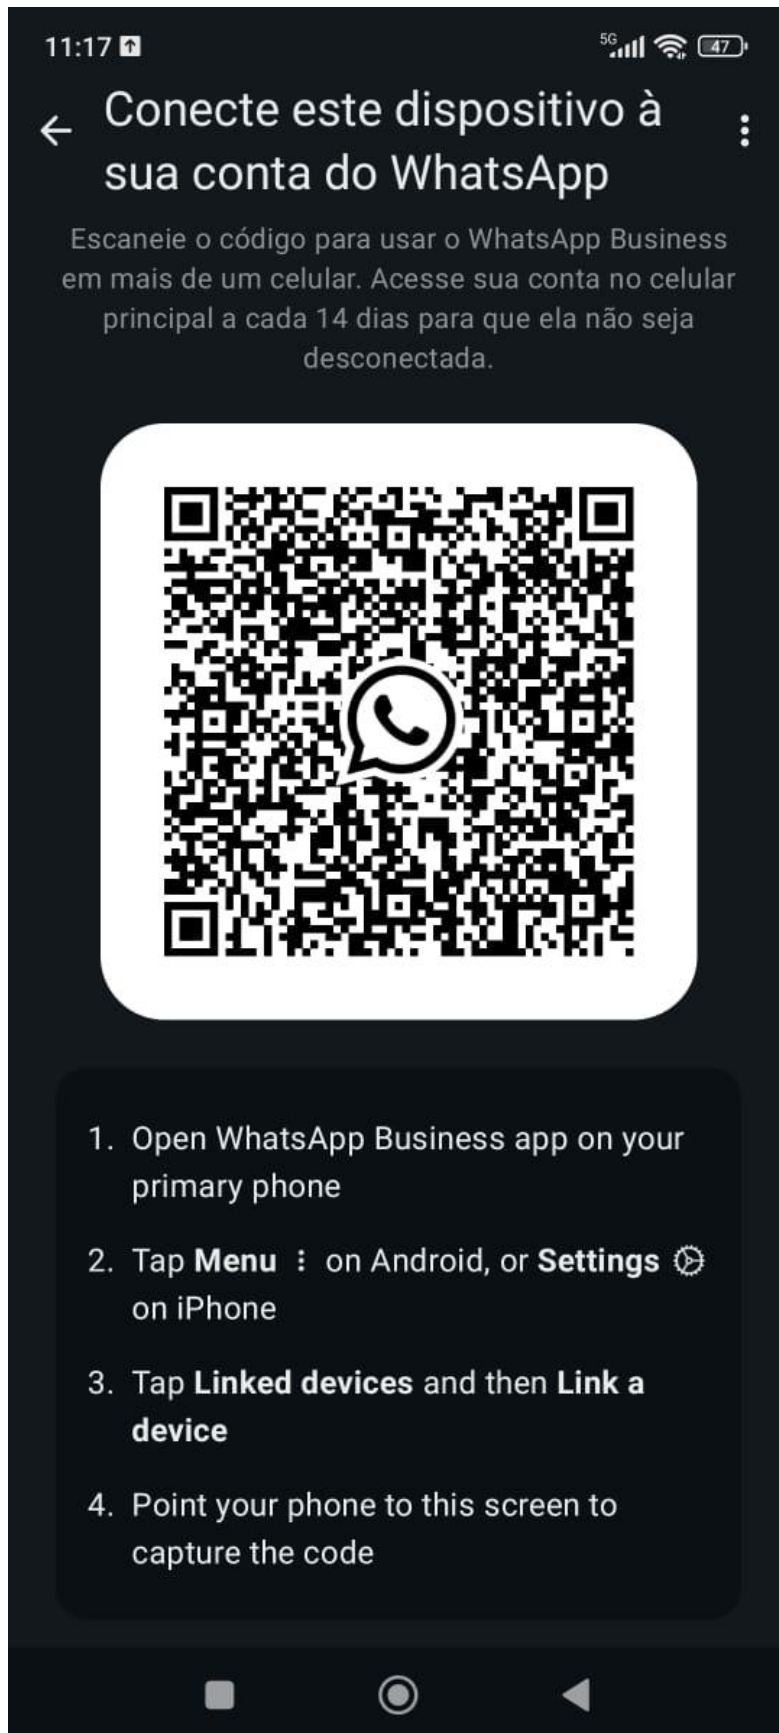 11:17
5G
47
Conecte este dispositivo à
sua conta do WhatsApp
Escaneie o código para usar o WhatsApp Business
em mais de um celular. Acesse sua conta no celular
principal a cada 14 dias para que ela não seja
desconectada.
1. Open WhatsApp Business app on your
primary phone
2. Tap Menu on Android, or Settings
on iPhone
3. Tap Linked devices and then Link a
device
4. Point your phone to this screen to
capture the code